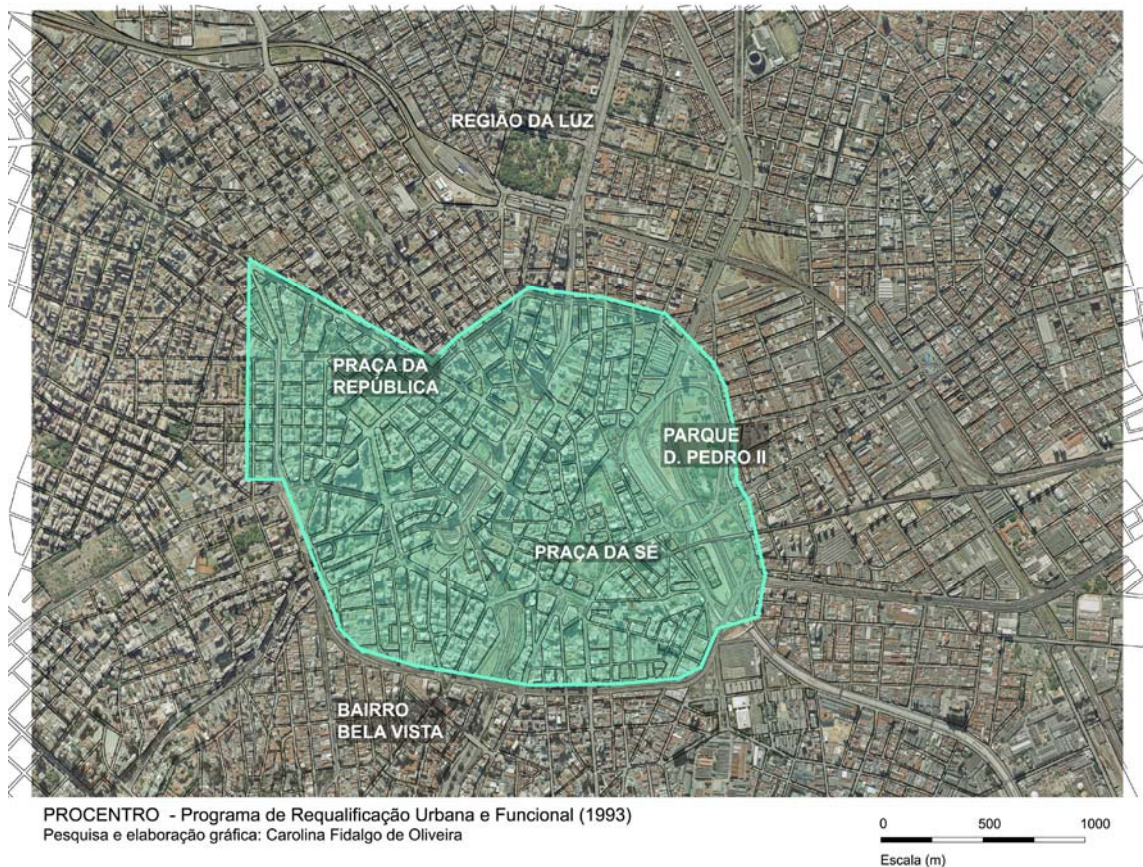 REGIÃO DA LUZ
PRAÇA DA
REPÚBLICA
PARQUE
D. PEDRO II
PRAÇA DA SÉ
BAIRRO
BELA VISTA
PROCENTRO - Programa de Requalificação Urbana e Funcional (1993)
Pesquisa e elaboração gráfica: Carolina Fidalgo de Oliveira
0 500 1000
Escala (m)